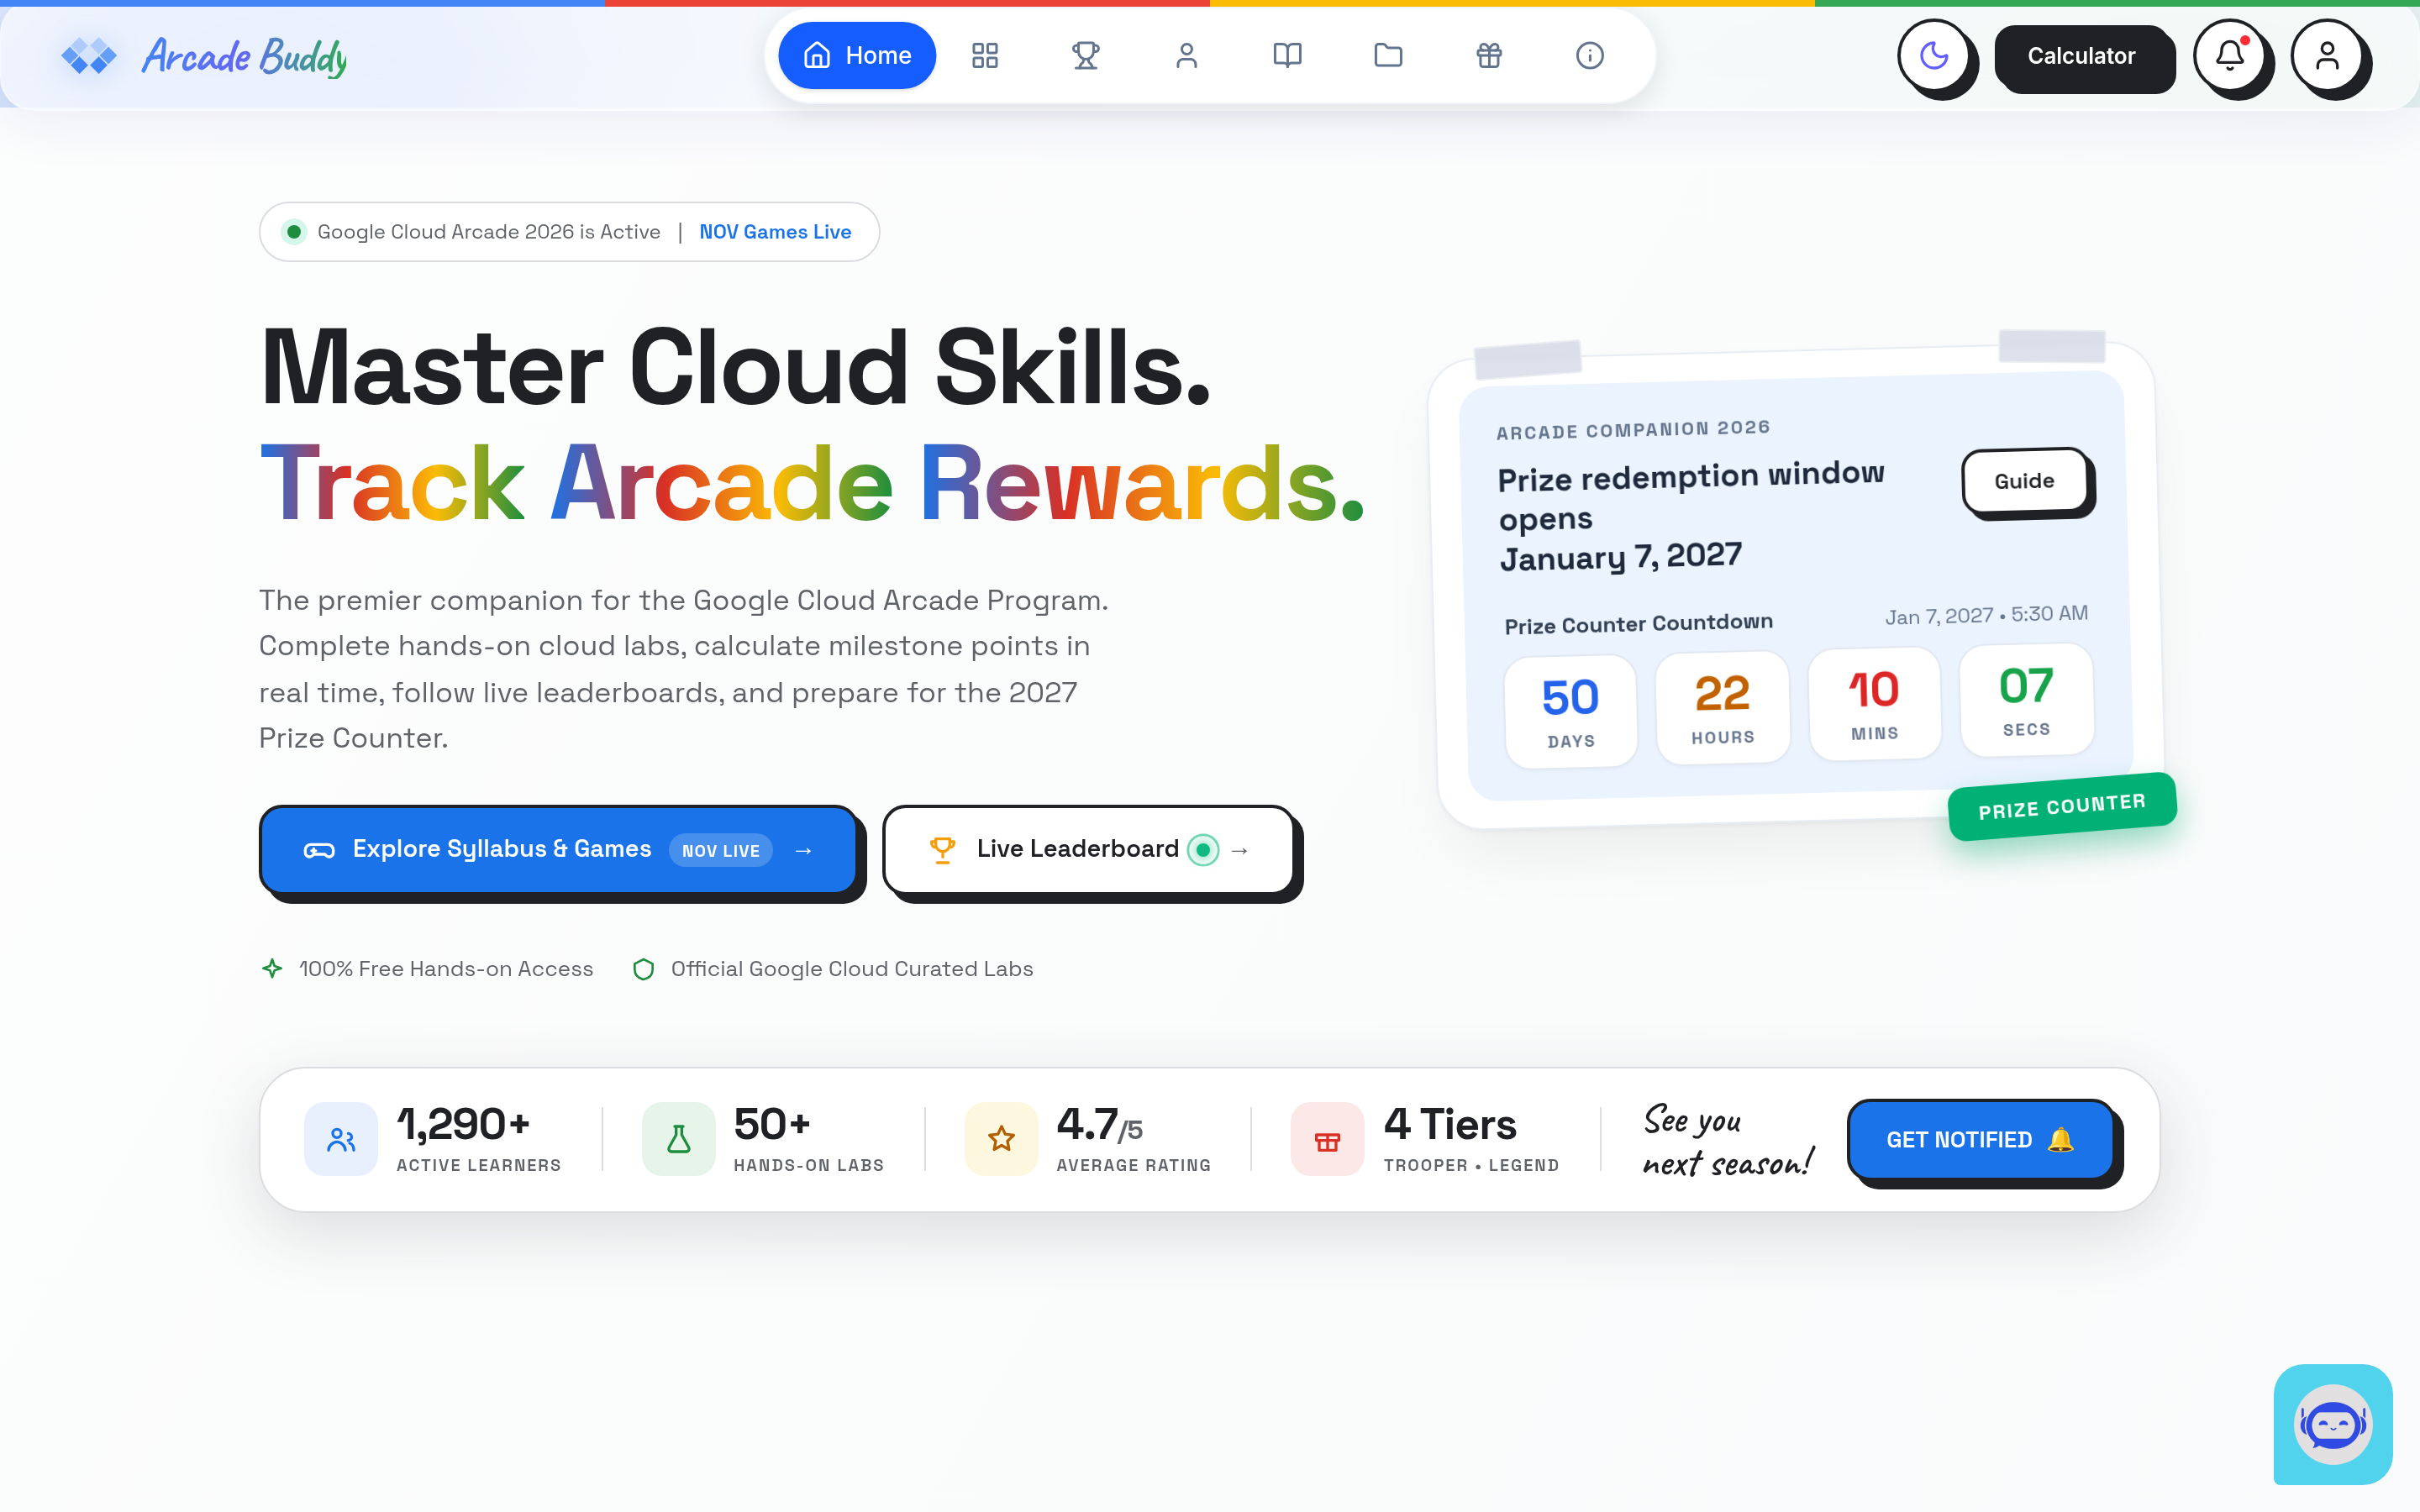 Arcade Buddy
Home
Calculator
Google Cloud Arcade 2026 is Active | NOV Games Live
Master Cloud Skills.
Track Arcade Rewards.
The premier companion for the Google Cloud Arcade Program.
Complete hands-on cloud labs, calculate milestone points in
real time, follow live leaderboards, and prepare for the 2027
Prize Counter.
Explore Syllabus & Games NOV LIVE →
Live Leaderboard →
100% Free Hands-on Access
Official Google Cloud Curated Labs
ARCADE COMPANION 2026
Prize redemption window
opens
January 7, 2027
Guide
Prize Counter Countdown
Jan 7, 2027 • 5:30 AM
50
DAYS
22
HOURS
10
MINS
07
SECS
PRIZE COUNTER
1,290+
ACTIVE LEARNERS
50+
HANDS-ON LABS
4.7/5
AVERAGE RATING
4 Tiers
TROOPER • LEGEND
See you
next season!
GET NOTIFIED 🔔